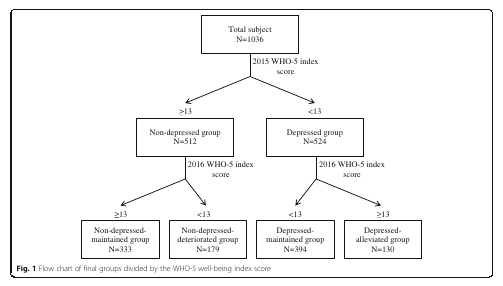 Total subject
N=1036
2015 WHO-5 index
score
≥13
<13
Non-depressed group
N=512
Depressed group
N=524
2016 WHO-5 index
score
2016 WHO-5 index
score
≥13
<13
<13
≥13
Non-depressed-
maintained group
N=333
Non-depressed-
deteriorated group
N=179
Depressed-
maintained group
N=394
Depressed-
alleviated group
N=130
Fig. 1 Flow chart of final groups divided by the WHO-5 well-being index score